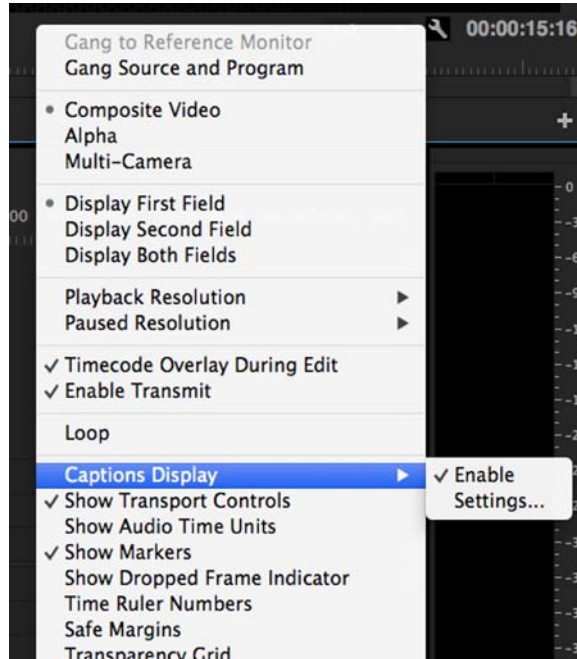 00:00:15:16
Gang to Reference Monitor
Gang Source and Program
Composite Video
Alpha
Multi-Camera
00
Display First Field
Display Second Field
Display Both Fields
Playback Resolution
Paused Resolution
Timecode Overlay During Edit
Enable Transmit
Loop
Captions Display
Enable
Settings...
Show Transport Controls
Show Audio Time Units
Show Markers
Show Dropped Frame Indicator
Time Ruler Numbers
Safe Margins
Transparency Grid
0